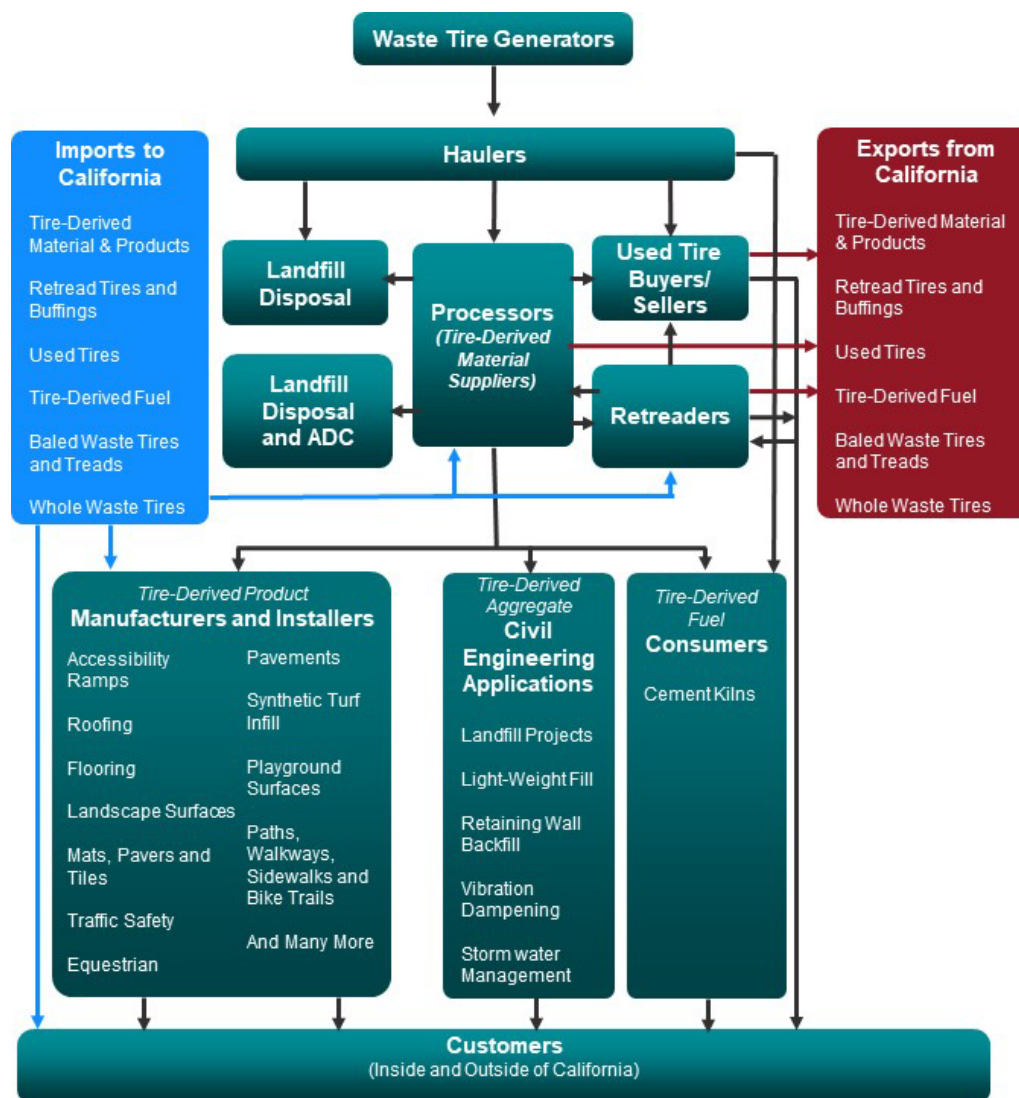 Waste Tire Generators
Haulers
Imports to
California
Tire-Derived
Material & Products
Retread Tires and
Buffings
Used Tires
Tire-Derived Fuel
Baled Waste Tires
and Treads
Whole Waste Tires
Landfill
Disposal
Landfill
Disposal
and ADC
Processors
(Tire-Derived
Material
Suppliers)
Used Tire
Buyers/
Sellers
Retreaders
Exports from
California
Tire-Derived Material
& Products
Retread Tires and
Buffings
Used Tires
Tire-Derived Fuel
Baled Waste Tires
and Treads
Whole Waste Tires
Tire-Derived Product
Manufacturers and Installers
Accessibility
Ramps
Roofing
Flooring
Landscape Surfaces
Mats, Pavers and
Tiles
Traffic Safety
Equestrian
Pavements
Synthetic Turf
Infill
Playground
Surfaces
Paths,
Walkways,
Sidewalks and
Bike Trails
And Many More
Tire-Derived
Aggregate
Civil
Engineering
Applications
Landfill Projects
Light-Weight Fill
Retaining Wall
Backfill
Vibration
Dampening
Storm water
Management
Tire-Derived
Fuel
Consumers
Cement Kilns
Customers
(Inside and Outside of California)